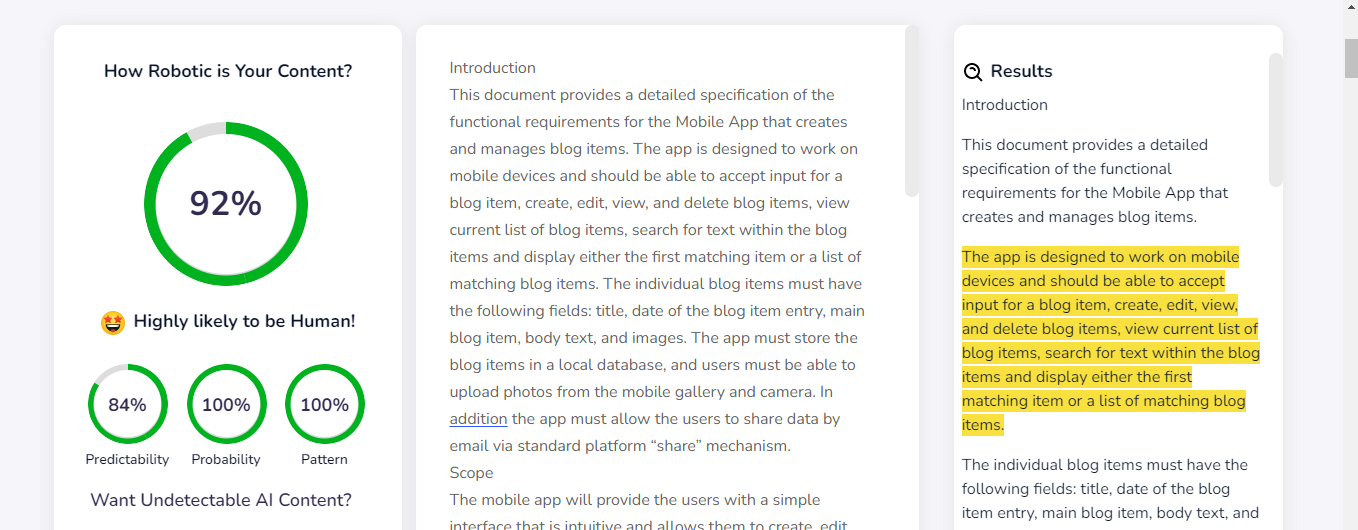 How Robotic is Your Content?
92%
Highly likely to be Human!
84%
100%
100%
Predictability
Probability
Pattern
Want Undetectable AI Content?
Introduction
This document provides a detailed specification of the
functional requirements for the Mobile App that creates
and manages blog items. The app is designed to work on
mobile devices and should be able to accept input for a
blog item, create, edit, view, and delete blog items, view
current list of blog items, search for text within the blog
items and display either the first matching item or a list of
matching blog items. The individual blog items must have
the following fields: title, date of the blog item entry, main
blog item, body text, and images. The app must store the
blog items in a local database, and users must be able to
upload photos from the mobile gallery and camera. In
addition the app must allow the users to share data by
email via standard platform “share” mechanism.
Scope
The mobile app will provide the users with a simple
interface that is intuitive and allows them to create, edit,
Results
Introduction
This document provides a detailed
specification of the functional
requirements for the Mobile App that
creates and manages blog items.
The app is designed to work on mobile
devices and should be able to accept
input for a blog item, create, edit, view,
and delete blog items, view current list of
blog items, search for text within the blog
items and display either the first
matching item or a list of matching blog
items.
The individual blog items must have the
following fields: title, date of the blog
item entry, main blog item, body text, and